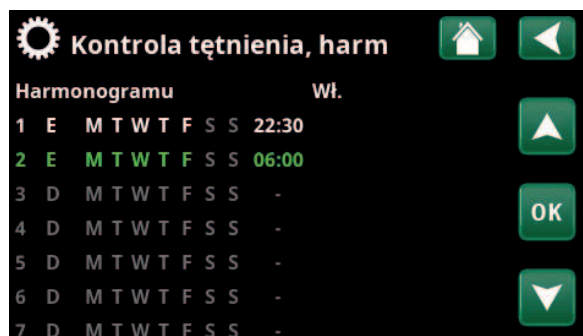 Kontrola tętnienia, harm
Harmonogramu Wł.
1 E M T W T F S S 22:30
2 E M T W T F S S 06:00
3 D M T W T F S S -
4 D M T W T F S S -
OK
5 D M T W T F S S -
6 D M T W T F S S -
7 D M T W T F S S -